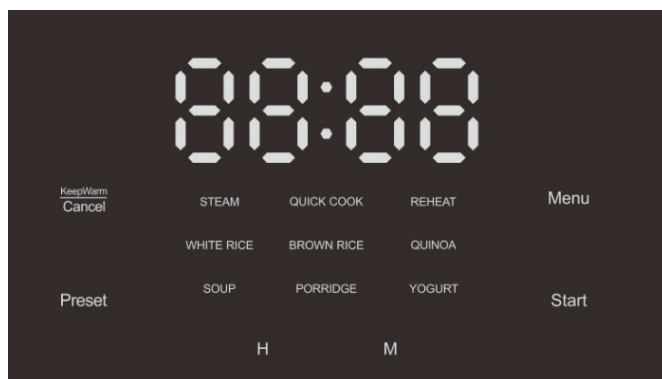 88:88
KeepWarm
Cancel
STEAM QUICK COOK REHEAT
Menu
WHITE RICE BROWN RICE QUINOA
SOUP PORRIDGE YOGURT
Preset
Start
H M